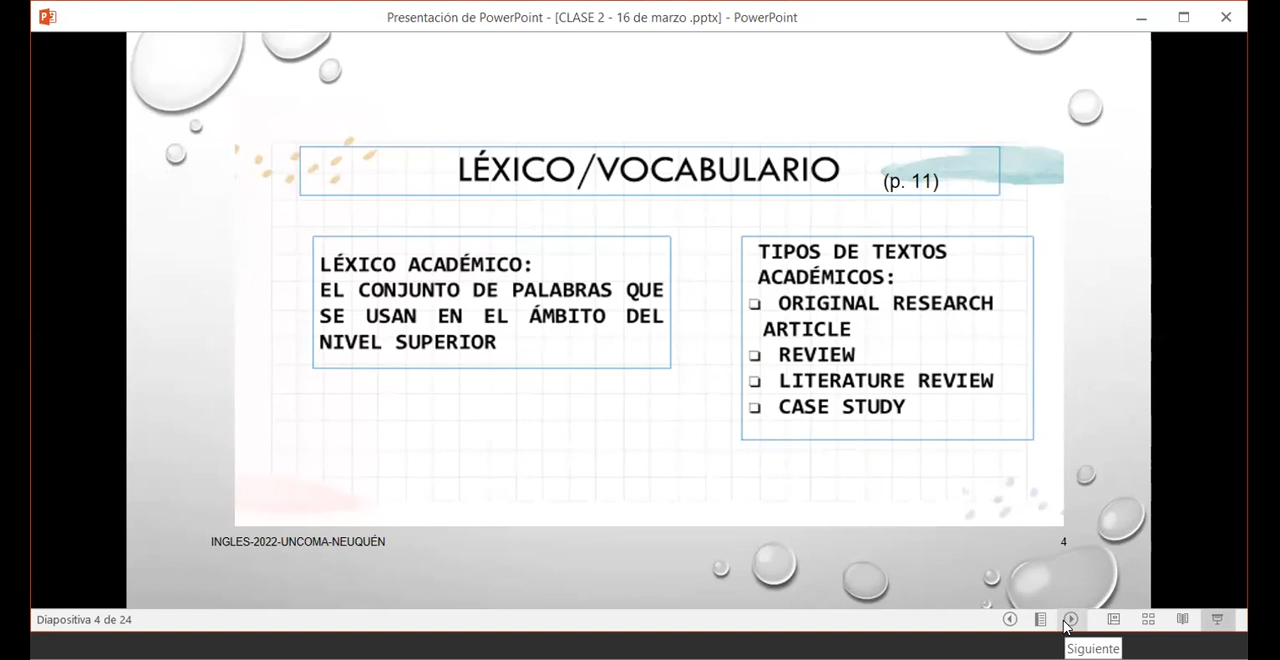 Presentación de PowerPoint - [CLASE 2 - 16 de marzo .pptx] - PowerPoint
LÉXICO/VOCABULARIO (p. 11)
LÉXICO ACADÉMICO:
EL CONJUNTO DE PALABRAS QUE
SE USAN EN EL ÁMBITO DEL
NIVEL SUPERIOR
TIPOS DE TEXTOS
ACADÉMICOS:
ORIGINAL RESEARCH
ARTICLE
REVIEW
LITERATURE REVIEW
CASE STUDY
INGLES-2022-UNCOMA-NEUQUÉN
4
Diapositiva 4 de 24
Siguiente